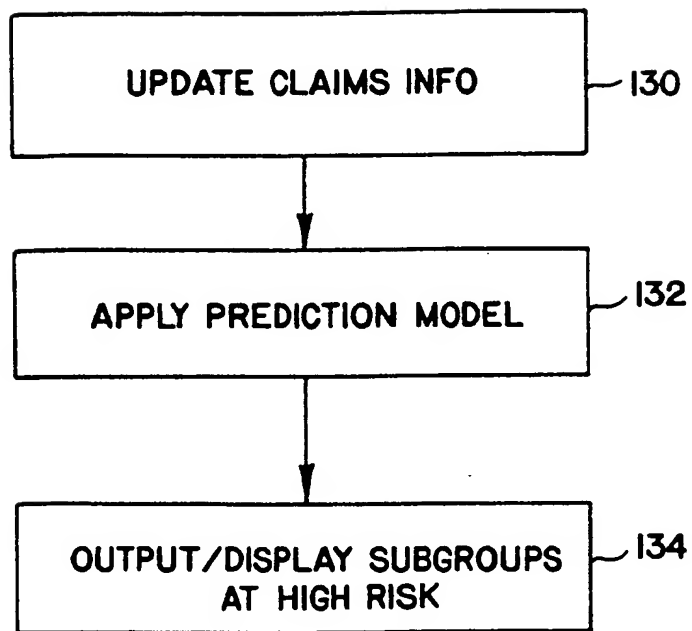 UPDATE CLAIMS INFO
130
APPLY PREDICTION MODEL
132
OUTPUT/DISPLAY SUBGROUPS
AT HIGH RISK
134